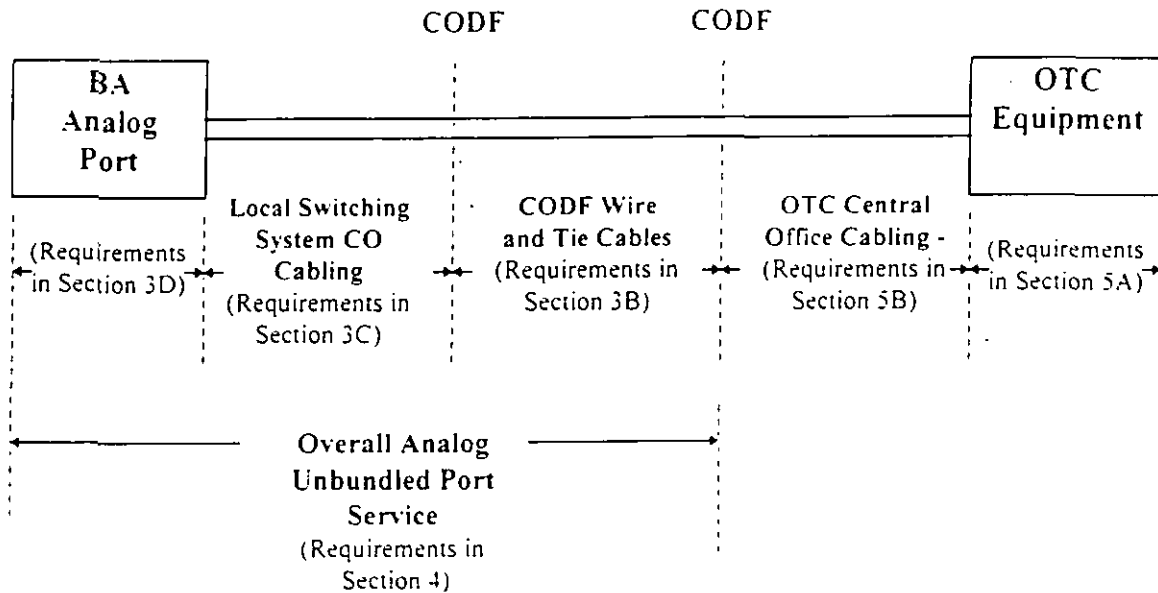 CODF
CODF
BA
Analog
Port
OTC
Equipment
(Requirements
in Section 3D)
Local Switching
System CO
Cabling
(Requirements in
Section 3C)
CODF Wire
and Tie Cables
(Requirements in
Section 3B)
OTC Central
Office Cabling -
(Requirements in
Section 5B)
(Requirements
in Section 5A)
Overall Analog
Unbundled Port
Service
(Requirements in
Section 4)